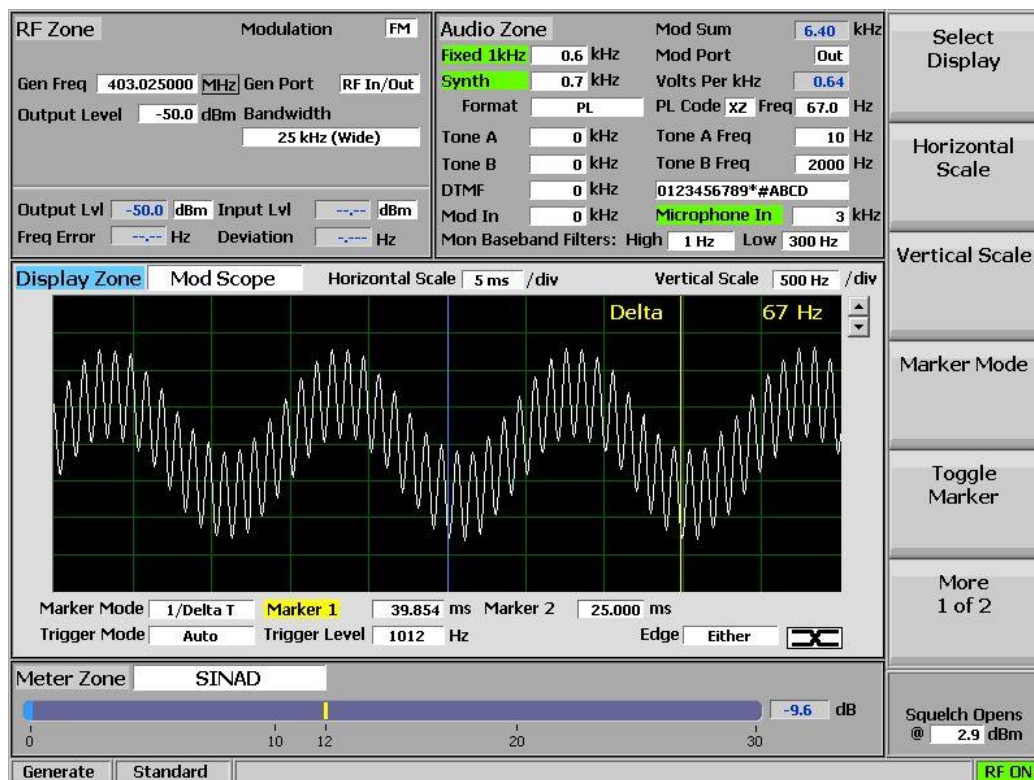 RF Zone Modulation FM
Gen Freq 403.025000 MHz Gen Port RF In/Out
Output Level -50.0 dBm Bandwidth
25 kHz (Wide)
Output Lvl -50.0 dBm Input Lvl --.-- dBm
Freq Error --.-- Hz Deviation -.--- Hz
Audio Zone Mod Sum 6.40 kHz
Fixed 1kHz 0.6 kHz Mod Port Out
Synth 0.7 kHz Volts Per kHz 0.64
Format PL PL Code XZ Freq 67.0 Hz
Tone A 0 kHz Tone A Freq 10 Hz
Tone B 0 kHz Tone B Freq 2000 Hz
DTMF 0 kHz 0123456789*#ABCD
Mod In 0 kHz Microphone In 3 kHz
Mon Baseband Filters: High 1 Hz Low 300 Hz
Display Zone Mod Scope Horizontal Scale 5 ms /div Vertical Scale 500 Hz /div
Delta 67 Hz
Marker Mode 1/Delta T Marker 1 39.854 ms Marker 2 25.000 ms
Trigger Mode Auto Trigger Level 1012 Hz Edge Either
Meter Zone SINAD
-9.6 dB
0 10 12 20 30
Generate Standard RF ON
Select
Display
Horizontal
Scale
Vertical Scale
Marker Mode
Toggle
Marker
More
1 of 2
Squelch Opens
@ 2.9 dBm